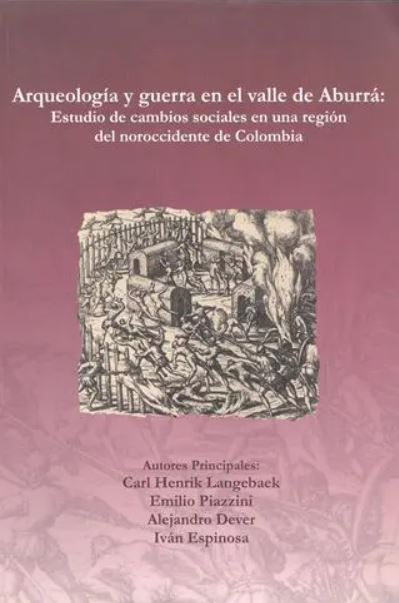 Arqueología y guerra en el valle de Aburrá:
Estudio de cambios sociales en una región
del noroccidente de Colombia
Autores Principales:
Carl Henrik Langebaek
Emilio Piazzini
Alejandro Dever
Iván Espinosa